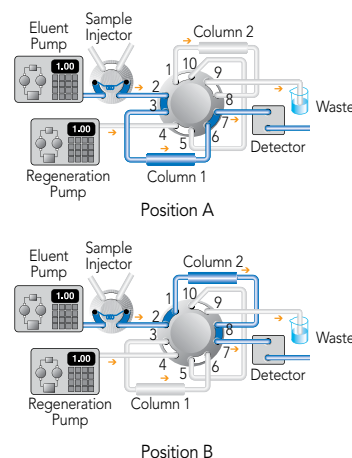 Eluent
Pump
Sample
Injector
Column 2
1.00
1
10
9
2
3
8
7
4
5
6
Waste
1.00
Detector
Regeneration
Pump
Column 1
Position A
Eluent
Pump
Sample
Injector
Column 2
1.00
1
10
9
2
3
8
7
4
5
6
Waste
1.00
Detector
Regeneration
Pump
Column 1
Position B